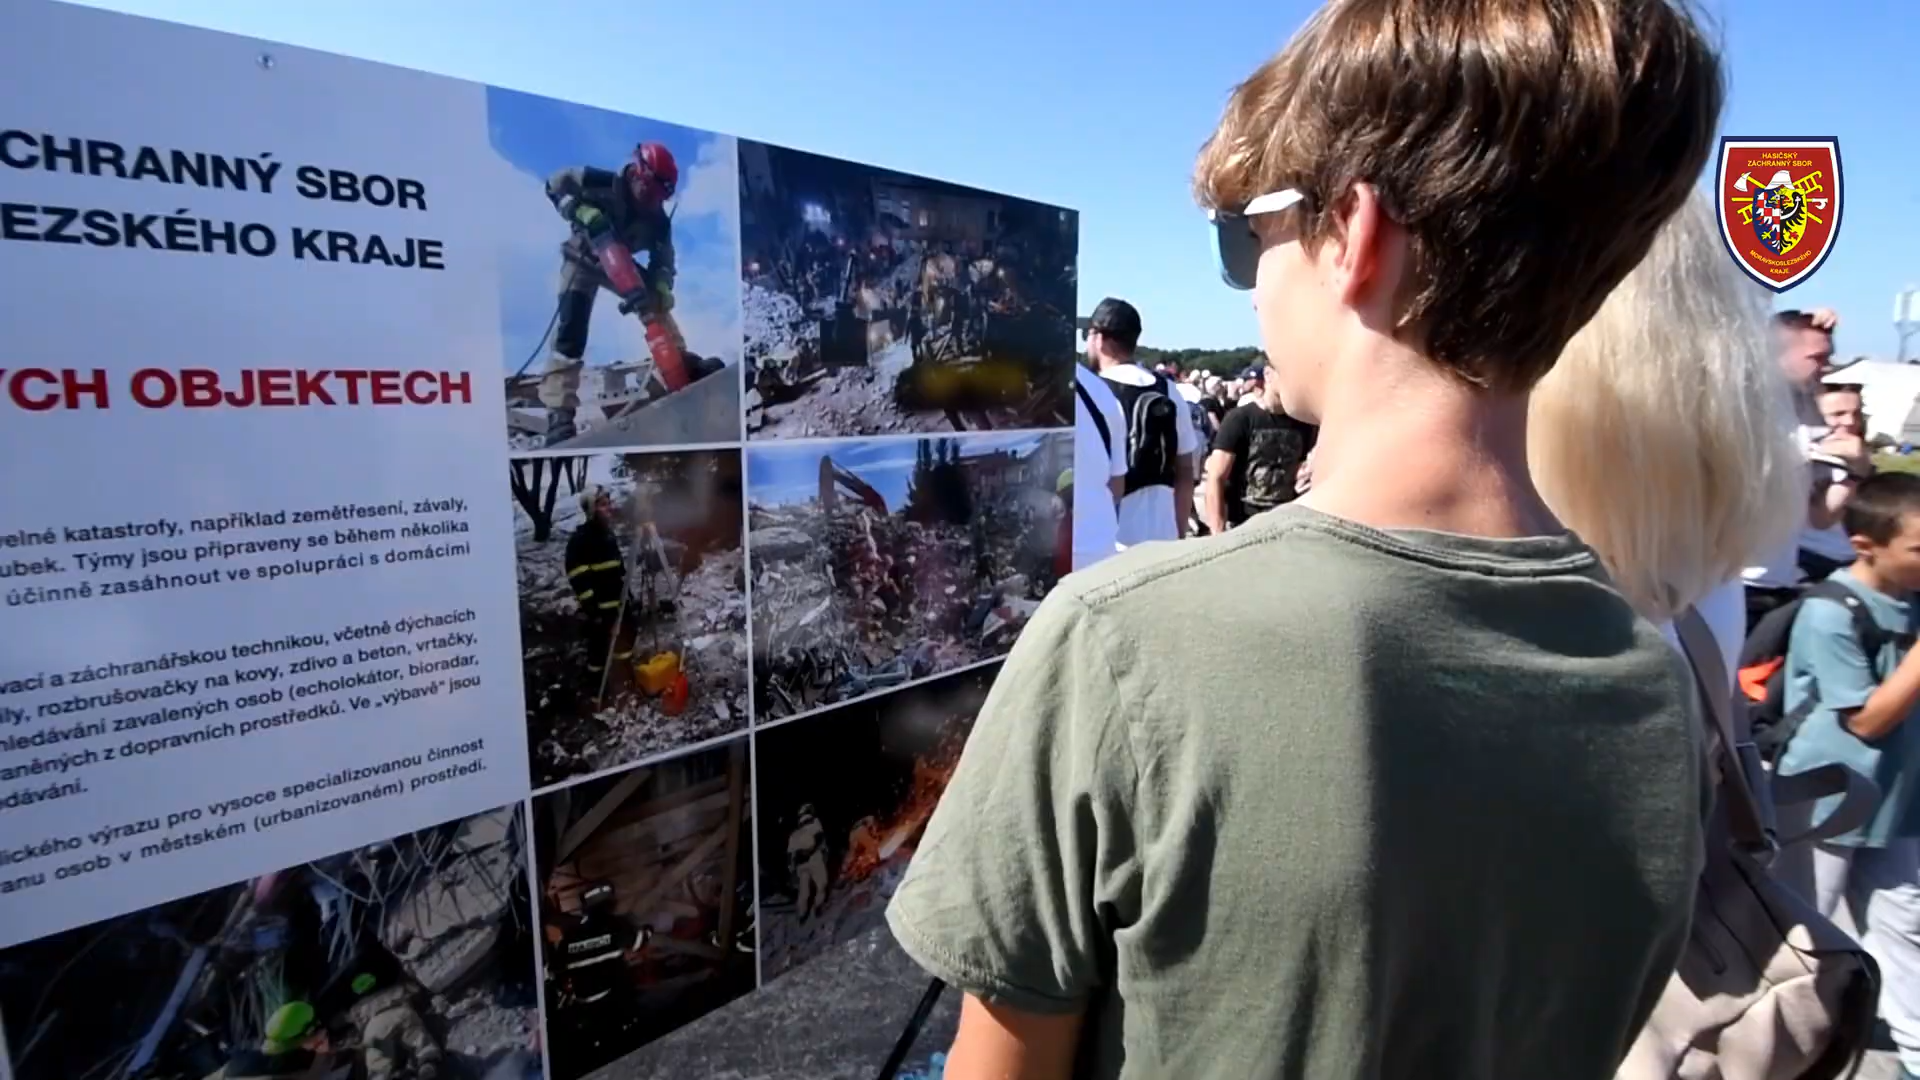 CHRANNÝ SBOR
EZSKÉHO KRAJE
ÝCH OBJEKTECH
velné katastrofy, například zemětřesení, závaly,
ubek. Týmy jsou připraveny se během několika
účinně zasáhnout ve spolupráci s domácími
vací a záchranářskou technikou, včetně dýchacích
ily, rozbrušovačky na kovy, zdivo a beton, vrtačky,
hledávání zavalených osob (echolokátor, bioradar,
aněných z dopravních prostředků. Ve „výbavě“ jsou
edávání.
lického výrazu pro vysoce specializovanou činnost
anu osob v městském (urbanizovaném) prostředí.
HASIČSKÝ
ZÁCHRANNÝ SBOR
MORAVSKOSLEZSKÉHO
KRAJE